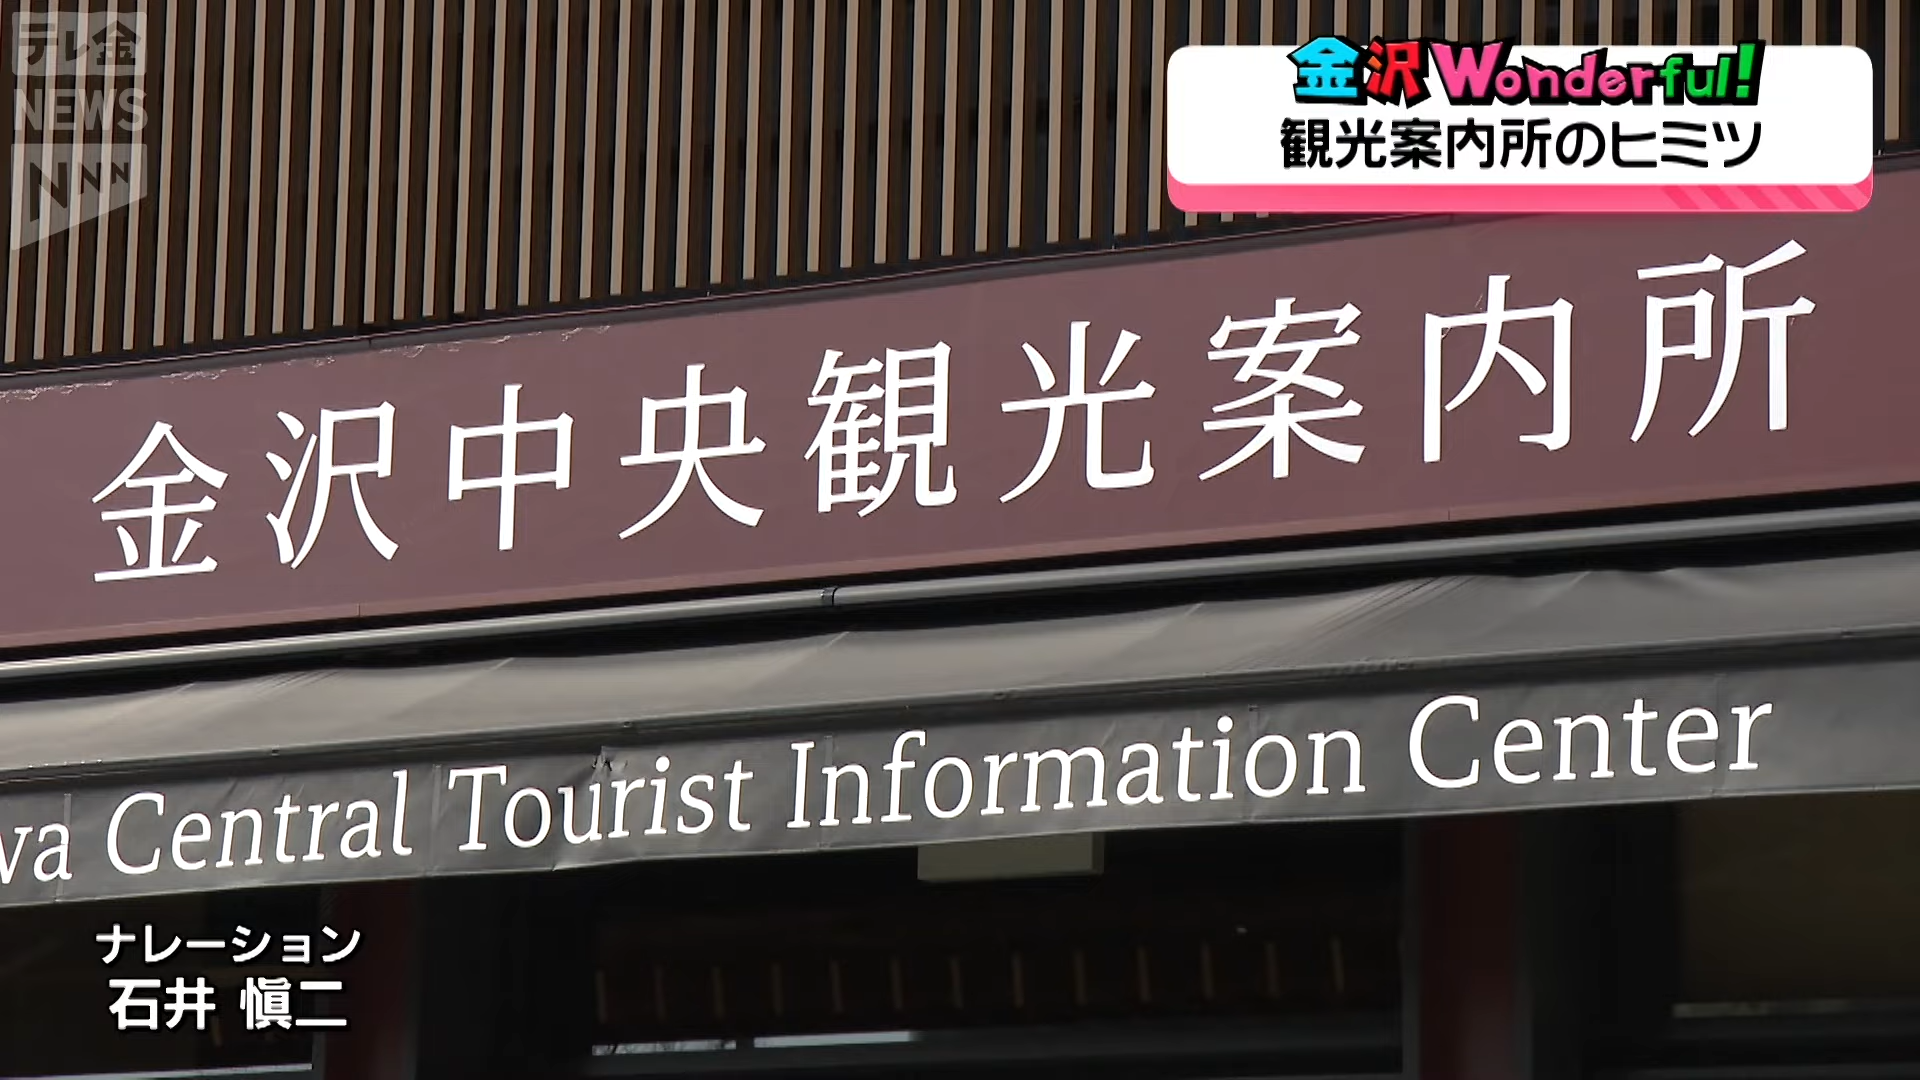 テレ金
NEWS
NNN
金沢Wonderful!
観光案内所のヒミツ
金沢中央観光案内所
wa Central Tourist Information Center
ナレーション
石井 愼二